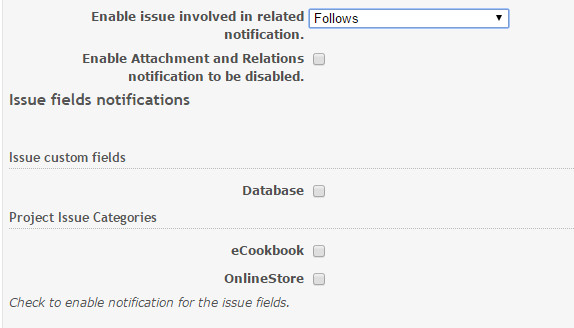 Enable issue involved in related Follows
notification.
Enable Attachment and Relations
notification to be disabled.
Issue fields notifications
Issue custom fields
Database
Project Issue Categories
eCookbook
OnlineStore
Check to enable notification for the issue fields.